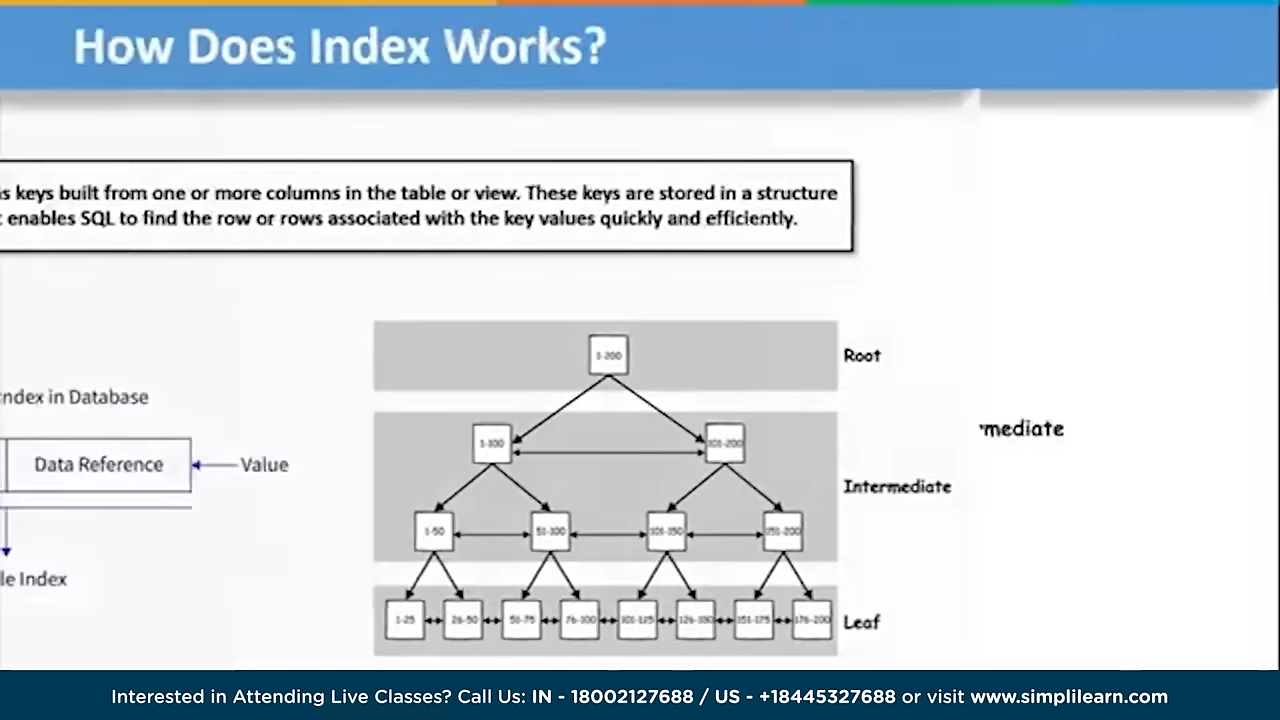 How Does Index Works?
s keys built from one or more columns in the table or view. These keys are stored in a structure
enables SQL to find the row or rows associated with the key values quickly and efficiently.
1-200
Root
ndex in Database
mediate
1-100
101-200
Data Reference
Value
Intermediate
1-50
51-100
101-150
151-200
le Index
1-25
26-50
51-75
76-100
101-125
126-150
151-175
176-200
Leaf
Interested in Attending Live Classes? Call Us: IN - 18002127688 / US - +18445327688 or visit www.simplilearn.com